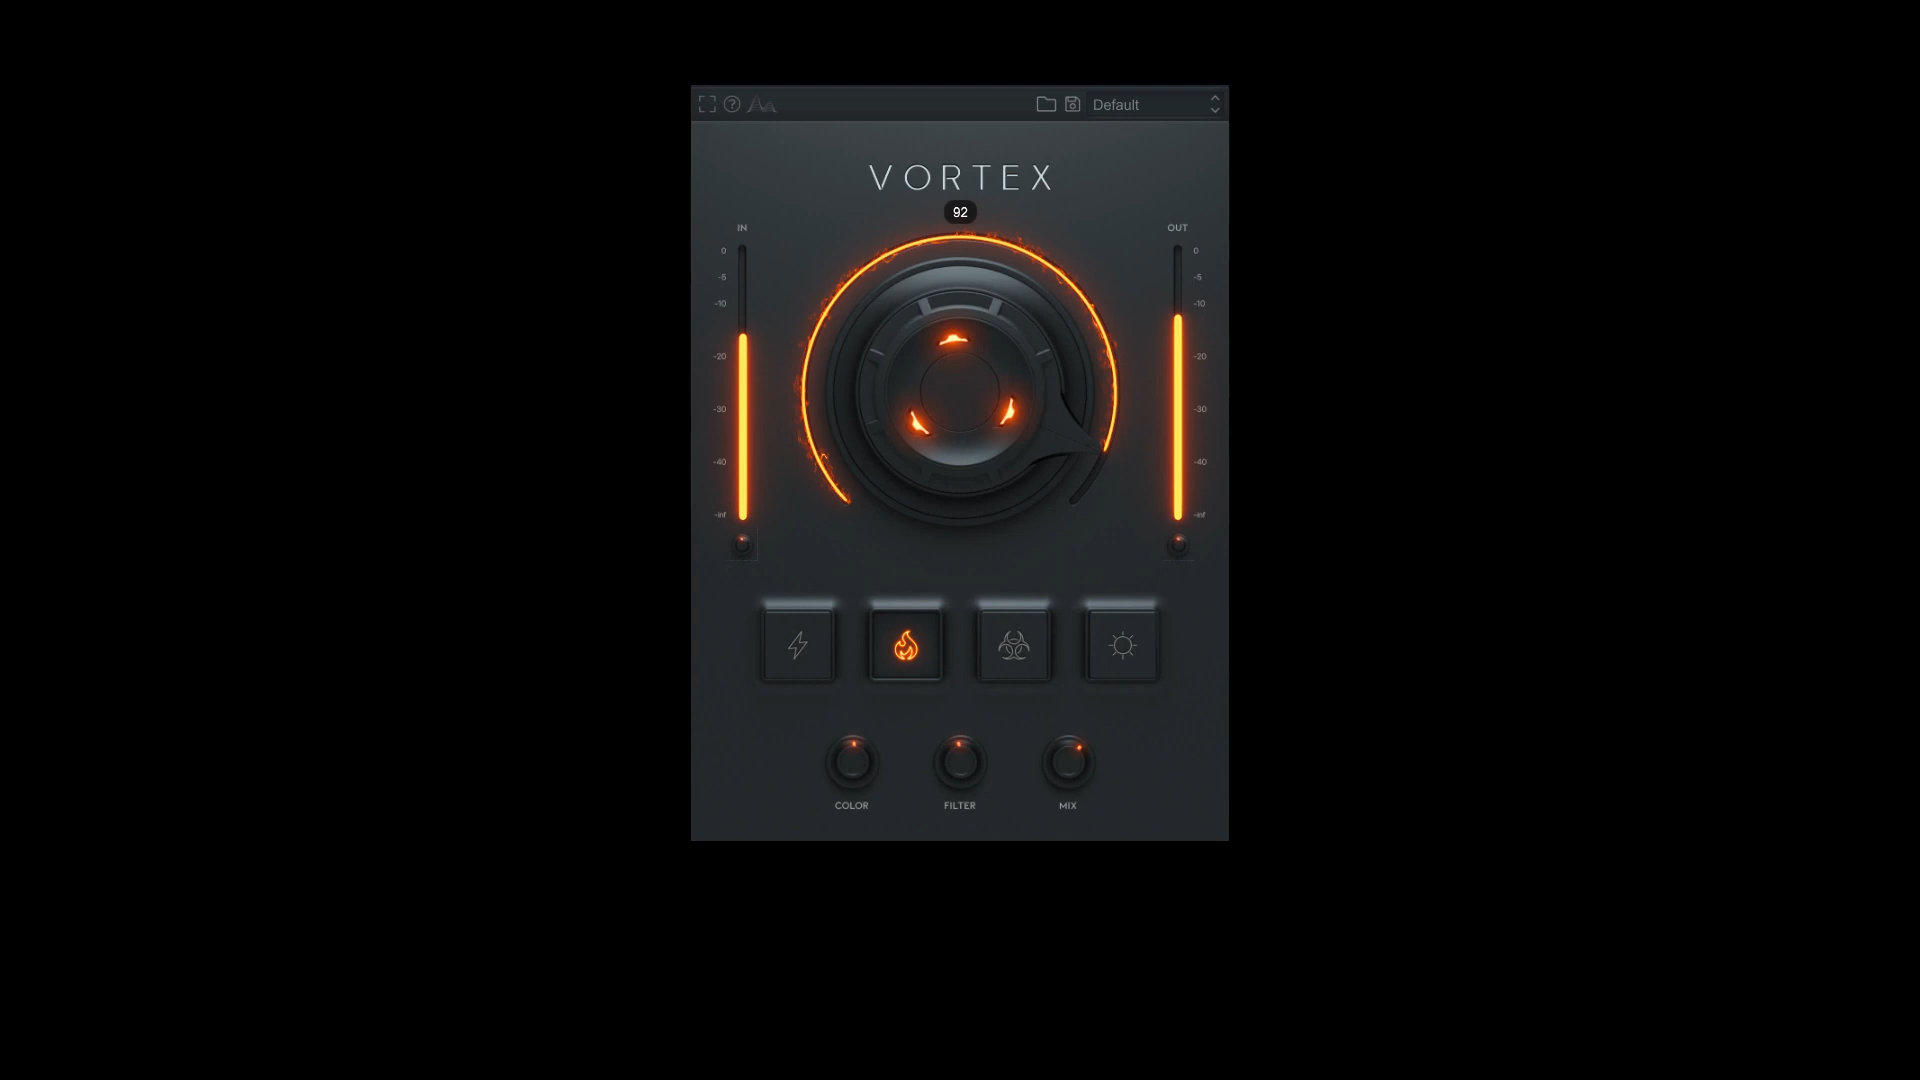 Default
VORTEX
92
IN
OUT
0
0
-5
-5
-10
-10
-20
-20
-30
-30
-40
-40
-inf
-inf
COLOR
FILTER
MIX